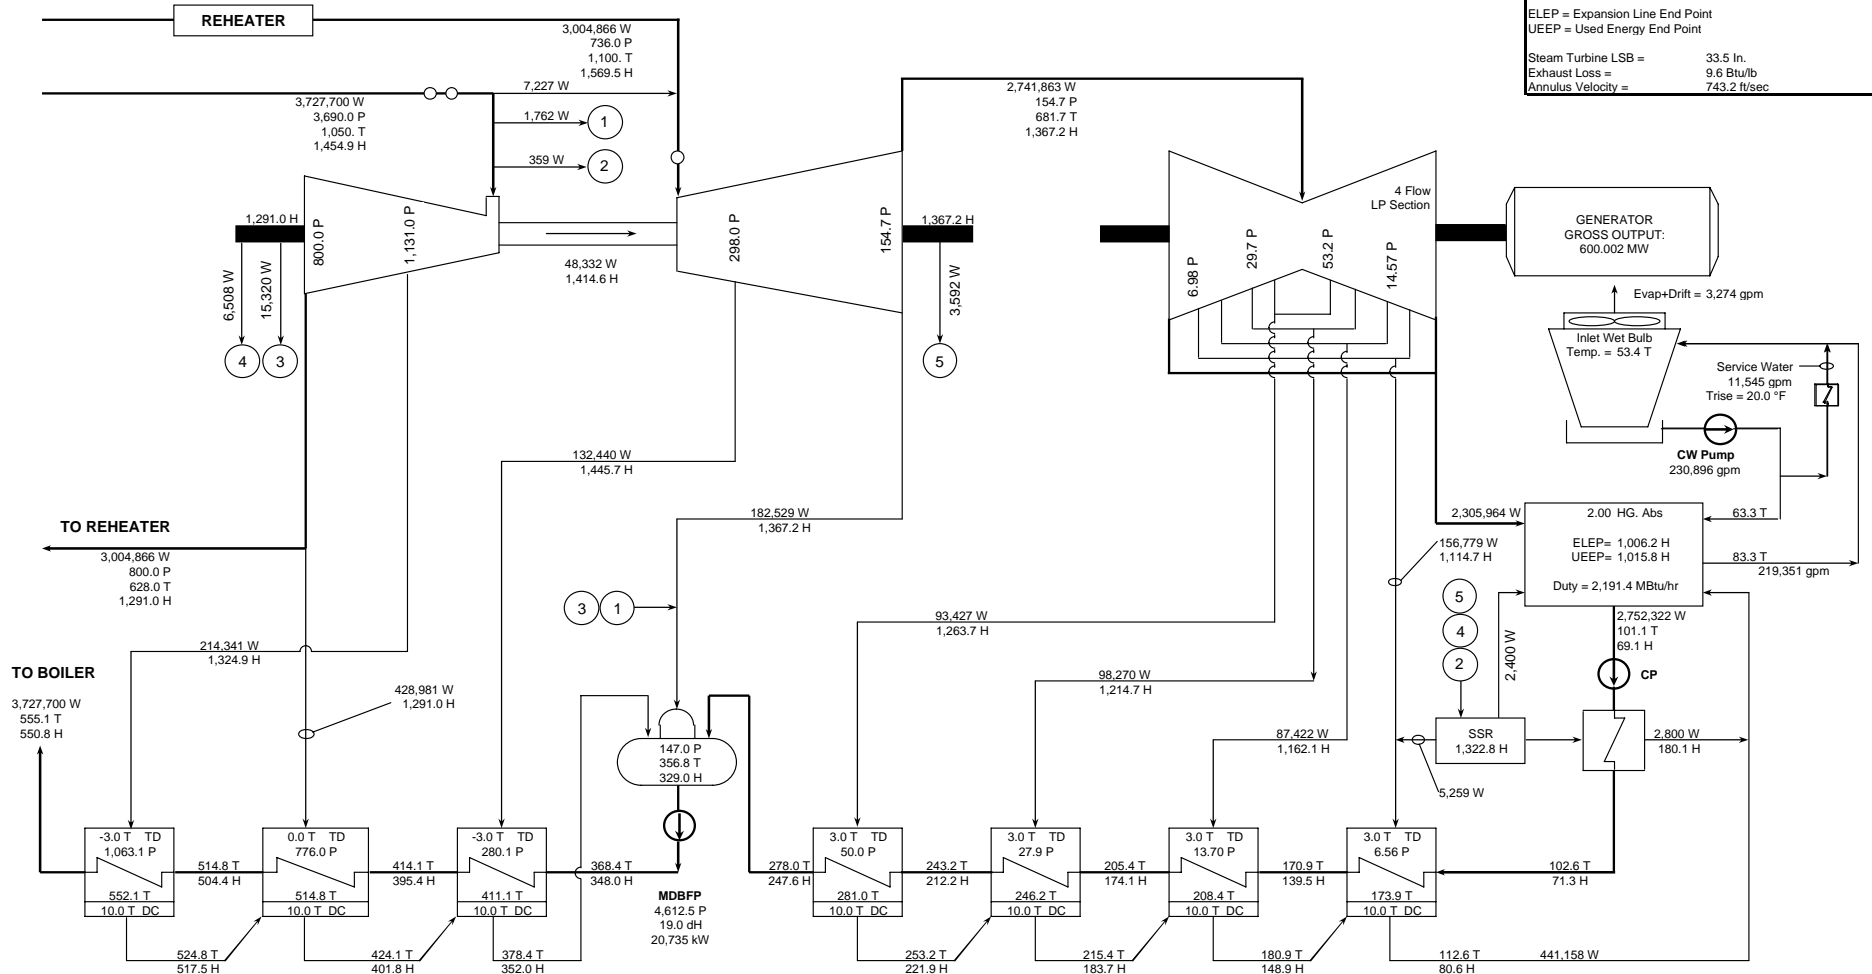 REHEATER
3,004,866 W
736.0 P
1,100. T
1,569.5 H
3,727,700 W
3,690.0 P
1,050. T
1,454.9 H
7,227 W
1,762 W
1
359 W
2
2,741,863 W
154.7 P
681.7 T
1,367.2 H
ELEP = Expansion Line End Point
UEEP = Used Energy End Point
Steam Turbine LSB = 33.5 In.
Exhaust Loss = 9.6 Btu/lb
Annulus Velocity = 743.2 ft/sec
1,291.0 H
800.0 P
1,131.0 P
6,508 W
15,320 W
4
3
48,332 W
1,414.6 H
298.0 P
154.7 P
1,367.2 H
3,592 W
5
4 Flow
LP Section
6.98 P
29.7 P
53.2 P
14.57 P
GENERATOR
GROSS OUTPUT:
600.002 MW
Evap+Drift = 3,274 gpm
Inlet Wet Bulb
Temp. = 53.4 T
Service Water
11,545 gpm
Trise = 20.0 °F
CW Pump
230,896 gpm
132,440 W
1,445.7 H
182,529 W
1,367.2 H
TO REHEATER
3,004,866 W
800.0 P
628.0 T
1,291.0 H
2,305,964 W
2.00 HG. Abs
ELEP= 1,006.2 H
UEEP= 1,015.8 H
Duty = 2,191.4 MBtu/hr
63.3 T
83.3 T
219,351 gpm
156,779 W
1,114.7 H
3
1
93,427 W
1,263.7 H
5
4
2
2,400 W
2,752,322 W
101.1 T
69.1 H
CP
214,341 W
1,324.9 H
TO BOILER
3,727,700 W
555.1 T
550.8 H
428,981 W
1,291.0 H
98,270 W
1,214.7 H
147.0 P
356.8 T
329.0 H
87,422 W
1,162.1 H
SSR
1,322.8 H
2,800 W
180.1 H
5,259 W
-3.0 T TD
1,063.1 P
552.1 T
10.0 T DC
514.8 T
504.4 H
0.0 T TD
776.0 P
514.8 T
10.0 T DC
414.1 T
395.4 H
-3.0 T TD
280.1 P
411.1 T
10.0 T DC
368.4 T
348.0 H
MDBFP
4,612.5 P
19.0 dH
20,735 kW
278.0 T
247.6 H
3.0 T TD
50.0 P
281.0 T
10.0 T DC
243.2 T
212.2 H
3.0 T TD
27.9 P
246.2 T
10.0 T DC
205.4 T
174.1 H
3.0 T TD
13.70 P
208.4 T
10.0 T DC
170.9 T
139.5 H
3.0 T TD
6.56 P
173.9 T
10.0 T DC
102.6 T
71.3 H
524.8 T
517.5 H
424.1 T
401.8 H
378.4 T
352.0 H
253.2 T
221.9 H
215.4 T
183.7 H
180.9 T
148.9 H
112.6 T 441,158 W
80.6 H